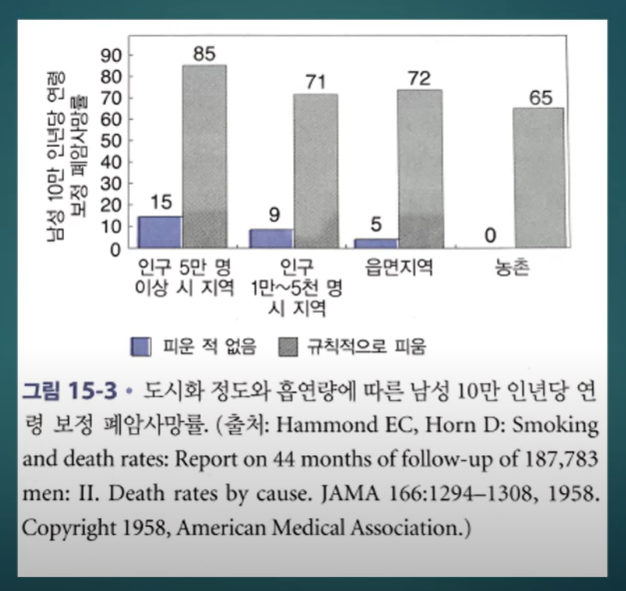 남성 10만 인년당 연령
보정 폐암사망률
90
80
70
60
50
40
30
20
10
0
15
85
9
71
5
72
0
65
인구 5만 명
이상 시 지역
인구
1만~5천 명
시 지역
읍면지역
농촌
피운 적 없음
규칙적으로 피움
그림 15-3 • 도시화 정도와 흡연량에 따른 남성 10만 인년당 연
령 보정 폐암사망률. (출처: Hammond EC, Horn D: Smoking
and death rates: Report on 44 months of follow-up of 187,783
men: II. Death rates by cause. JAMA 166:1294–1308, 1958.
Copyright 1958, American Medical Association.)